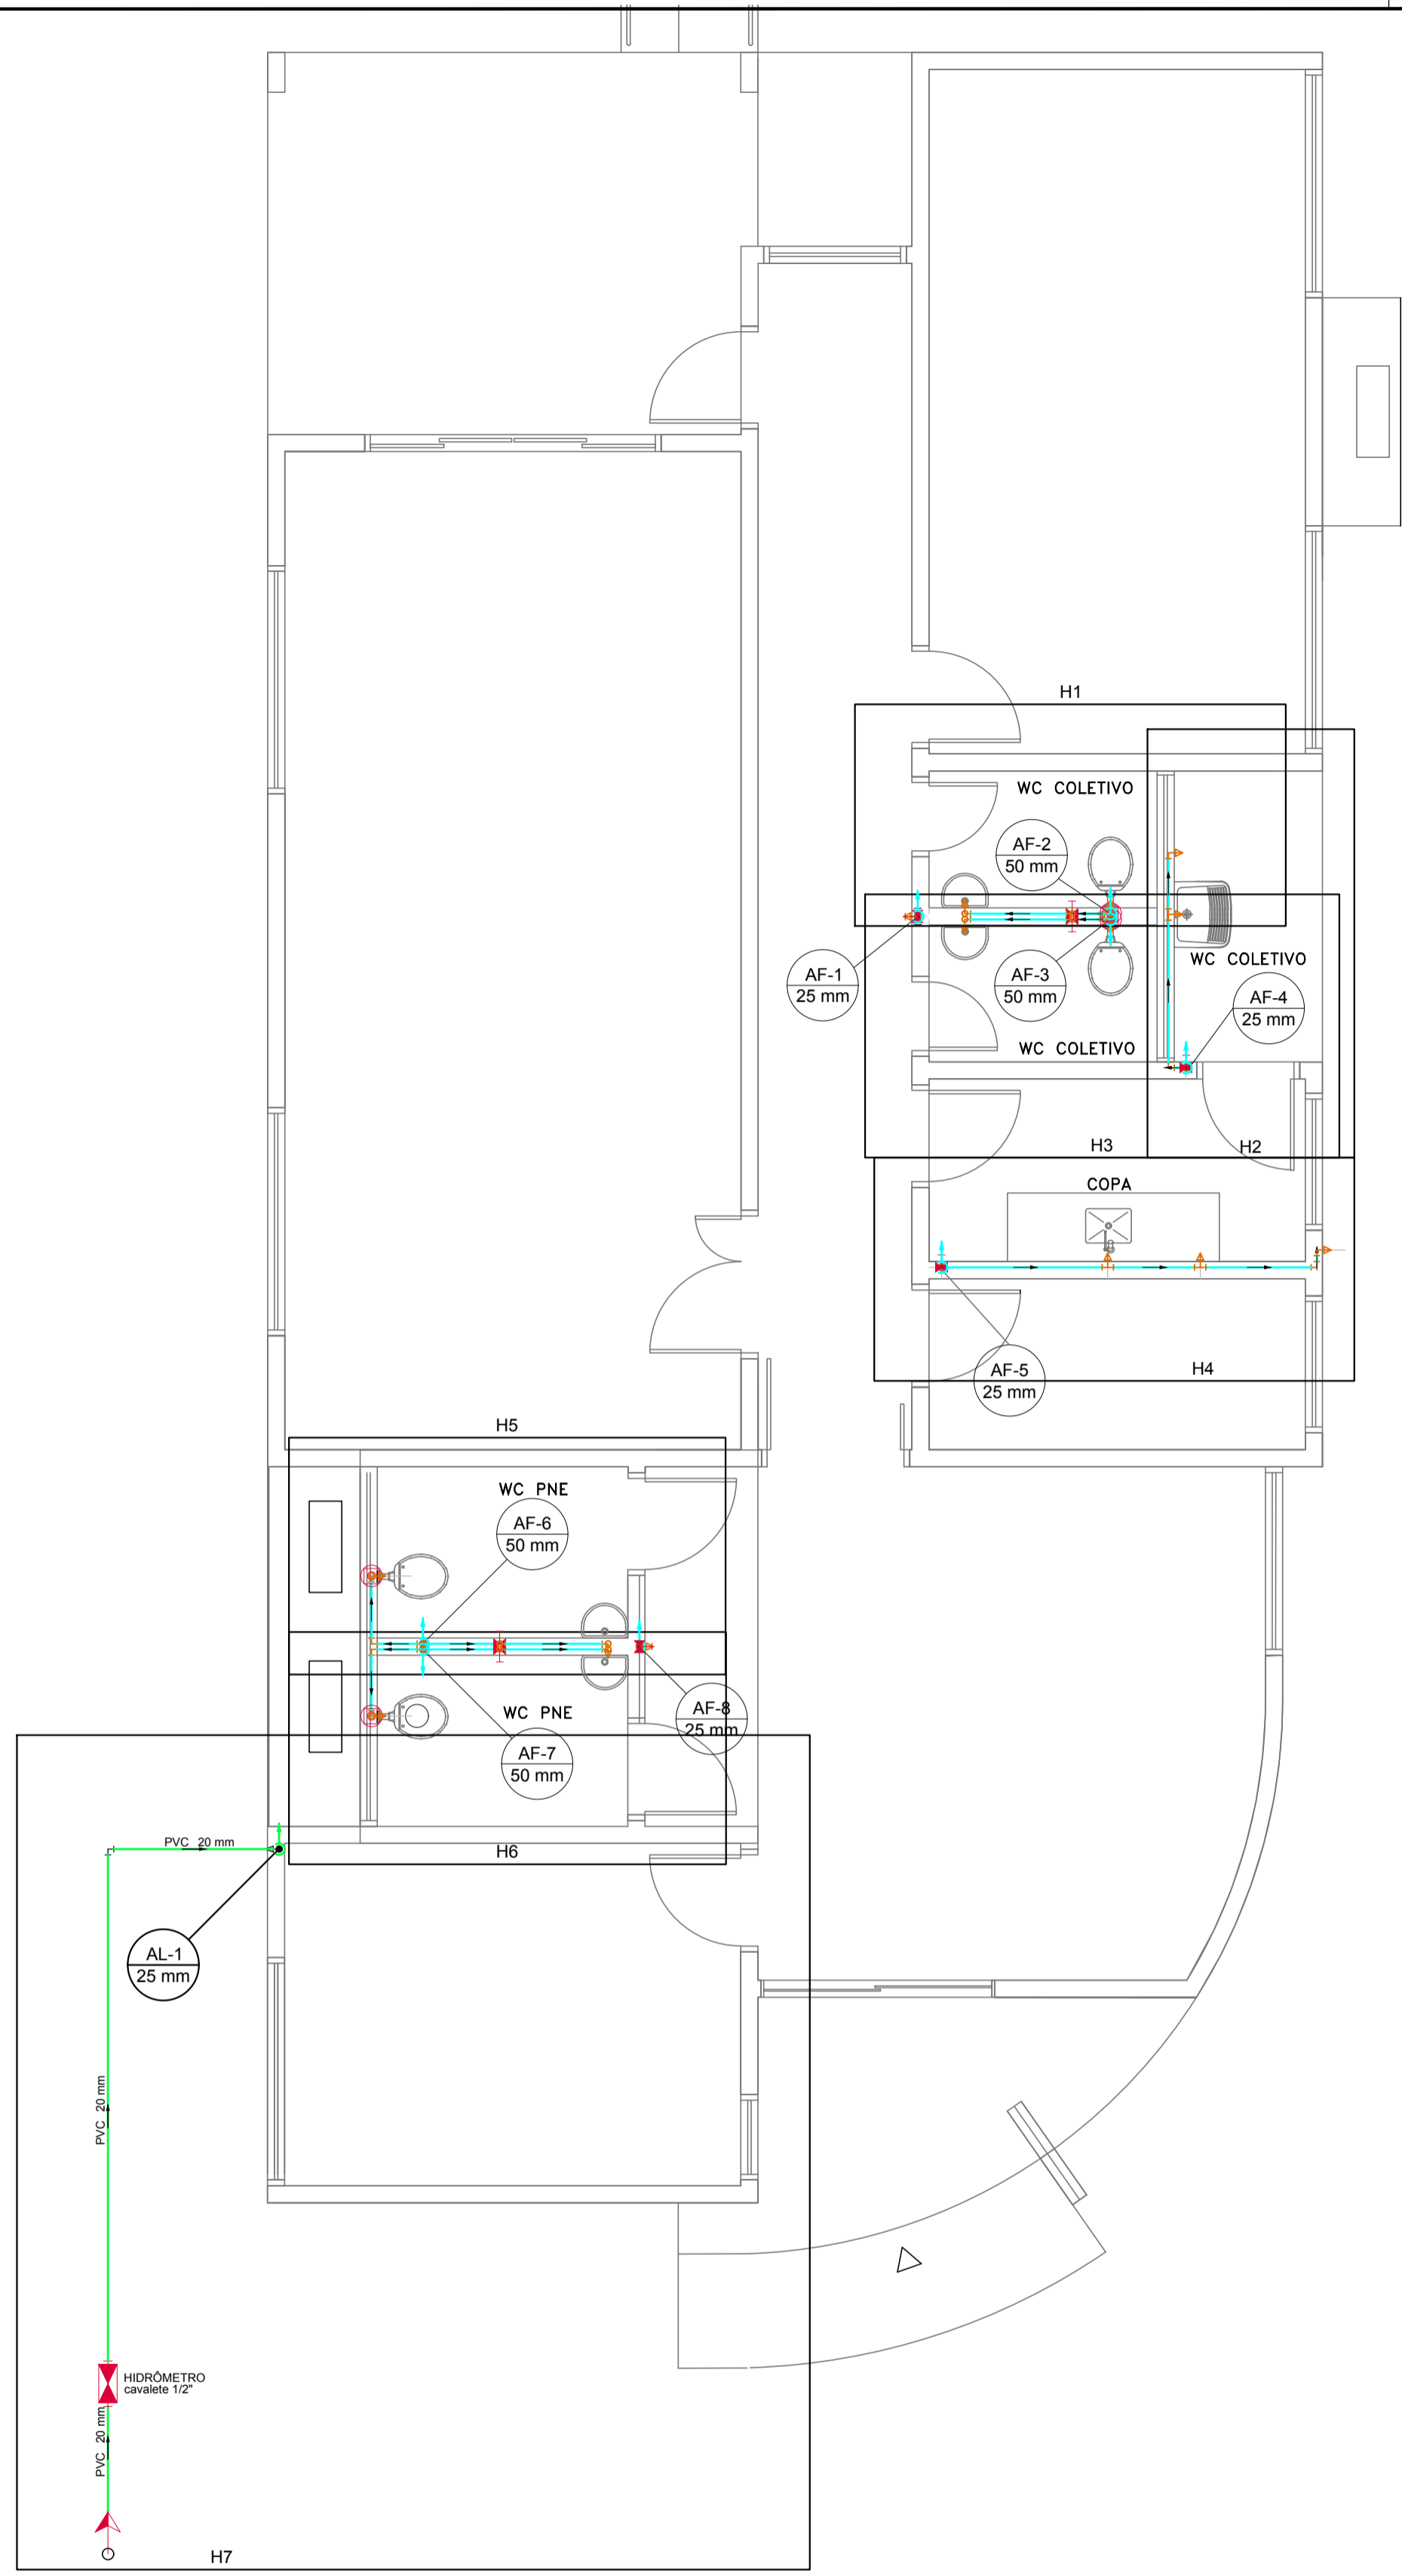 H1
WC COLETIVO
AF-2
50 mm
AF-1
25 mm
AF-3
50 mm
WC COLETIVO
AF-4
25 mm
WC COLETIVO
H3
H2
COPA
AF-5
25 mm
H4
H5
WC PNE
AF-6
50 mm
WC PNE
AF-8
25 mm
AF-7
50 mm
PVC 20 mm
H6
AL-1
25 mm
PVC 20 mm
HIDRÔMETRO
cavalete 1/2"
PVC 20 mm
H7